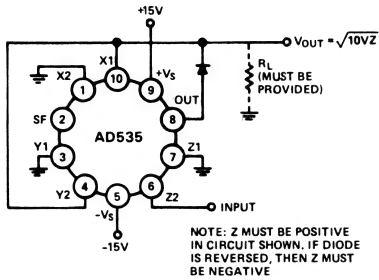 +15V
VOUT = √10VZ
X1
X2
+VS
RL
(MUST BE
PROVIDED)
10
1
9
OUT
SF
2
AD535
8
Y1
Z1
3
7
4
5
6
Y2
-VS
Z2
INPUT
-15V
NOTE: Z MUST BE POSITIVE
IN CIRCUIT SHOWN. IF DIODE
IS REVERSED, THEN Z MUST
BE NEGATIVE